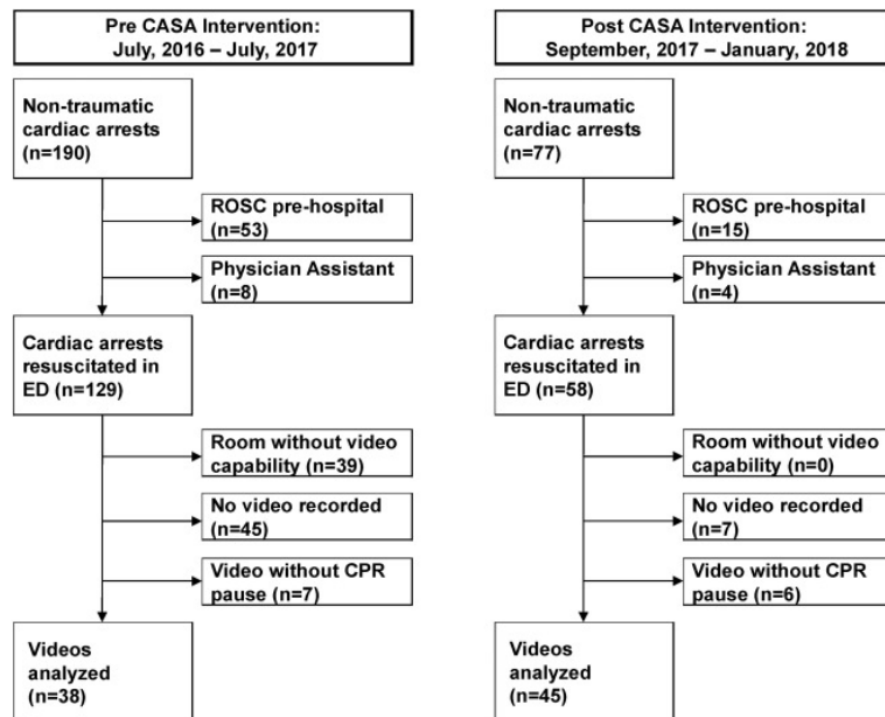 Pre CASA Intervention:
July, 2016 – July, 2017
Non-traumatic
cardiac arrests
(n=190)
ROSC pre-hospital
(n=53)
Physician Assistant
(n=8)
Cardiac arrests
resuscitated in
ED (n=129)
Room without video
capability (n=39)
No video recorded
(n=45)
Video without CPR
pause (n=7)
Videos
analyzed
(n=38)
Post CASA Intervention:
September, 2017 – January, 2018
Non-traumatic
cardiac arrests
(n=77)
ROSC pre-hospital
(n=15)
Physician Assistant
(n=4)
Cardiac arrests
resuscitated in
ED (n=58)
Room without video
capability (n=0)
No video recorded
(n=7)
Video without CPR
pause (n=6)
Videos
analyzed
(n=45)